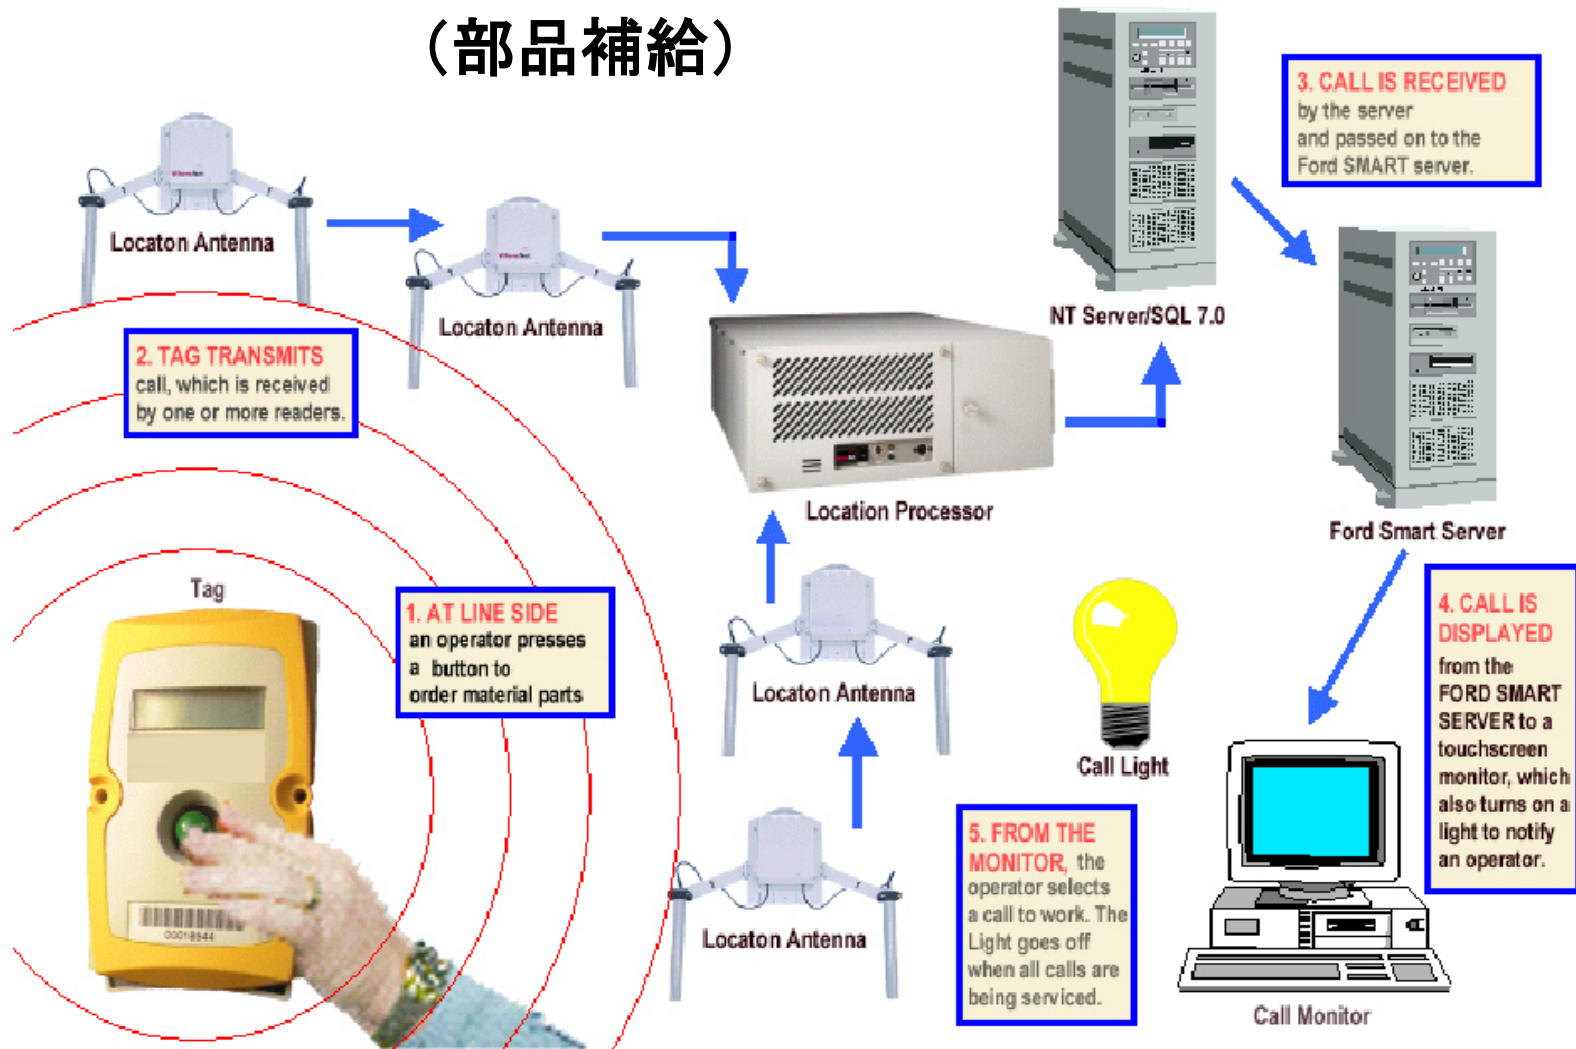 （部品補給）
3. CALL IS RECEIVED
by the server
and passed on to the
Ford SMART server.
Locaton Antenna
Locaton Antenna
NT Server/SQL 7.0
2. TAG TRANSMITS
call, which is received
by one or more readers.
Location Processor
Ford Smart Server
Tag
1. AT LINE SIDE
an operator presses
a button to
order material parts
4. CALL IS
DISPLAYED
from the
FORD SMART
SERVER to a
touchscreen
monitor, which
also turns on a
light to notify
an operator.
Locaton Antenna
Call Light
5. FROM THE
MONITOR, the
operator selects
a call to work. The
Light goes off
when all calls are
being serviced.
Locaton Antenna
Call Monitor